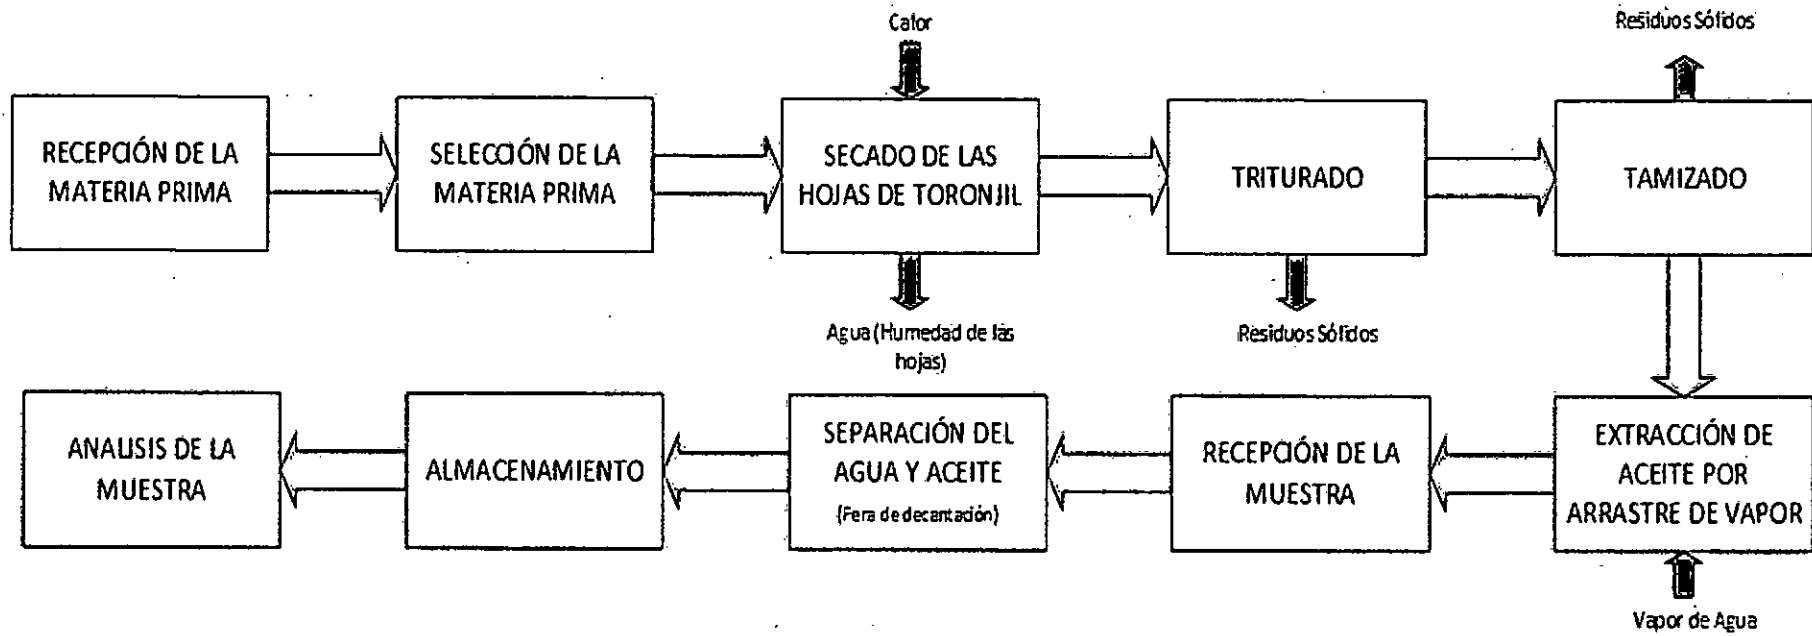 Calor
Residuos Sólidos
RECEPCIÓN DE LA
MATERIA PRIMA
SELECCIÓN DE LA
MATERIA PRIMA
SECADO DE LAS
HOJAS DE TORONJIL
TRITURADO
TAMIZADO
Agua (Humedad de las
hojas)
Residuos Sólidos
ANALISIS DE LA
MUESTRA
ALMACENAMIENTO
SEPARACIÓN DEL
AGUA Y ACEITE
(Pera de decantación)
RECEPCIÓN DE LA
MUESTRA
EXTRACCIÓN DE
ACEITE POR
ARRASTRE DE VAPOR
Vapor de Agua